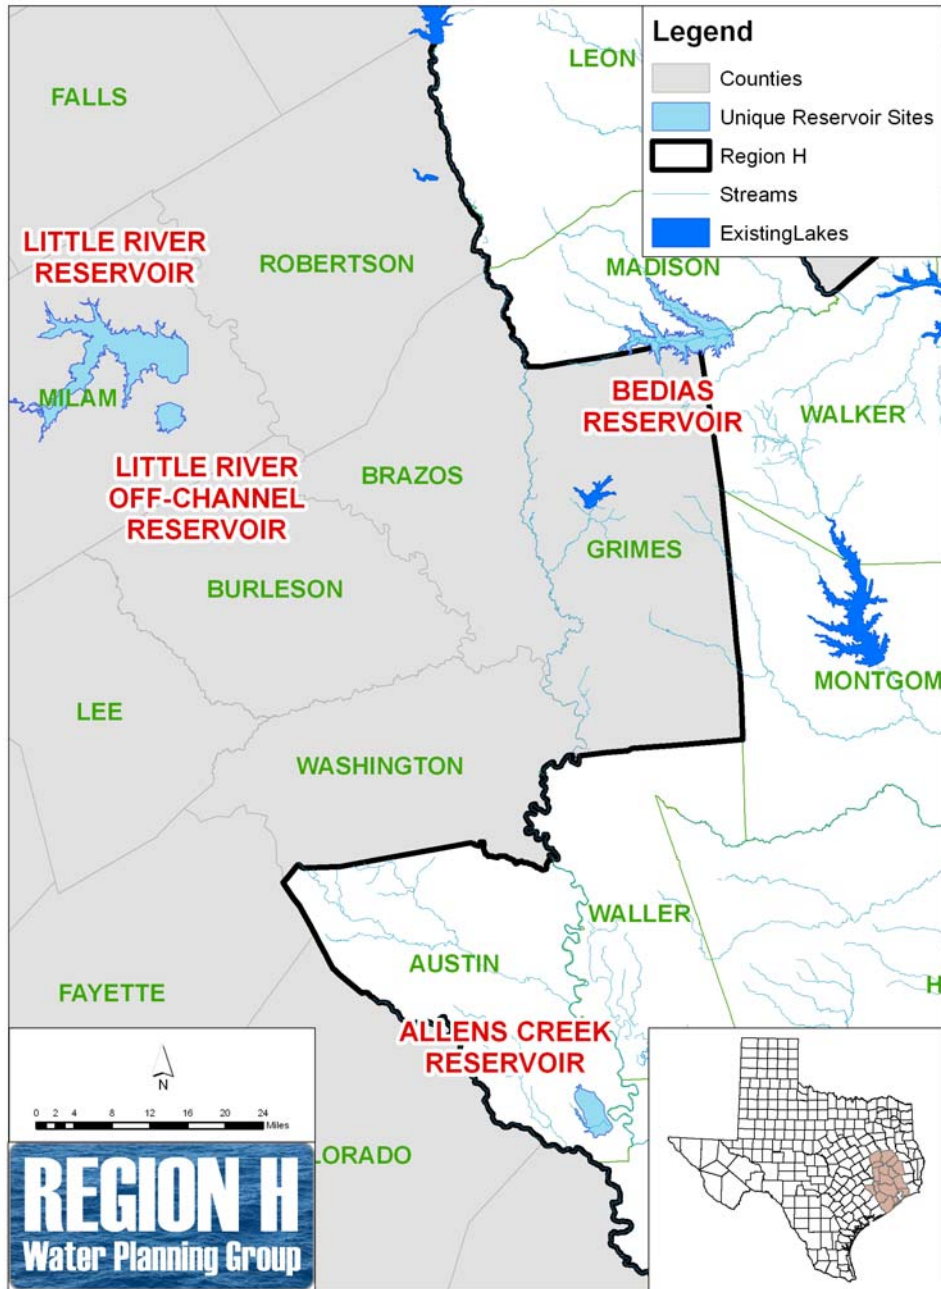 Legend
Counties
Unique Reservoir Sites
Region H
Streams
ExistingLakes
LEON
FALLS
LITTLE RIVER
RESERVOIR
ROBERTSON
MADISON
MILAM
BEDIAS
RESERVOIR
WALKER
LITTLE RIVER
OFF-CHANNEL
RESERVOIR
BRAZOS
GRIMES
BURLESON
MONTGOM
LEE
WASHINGTON
WALLER
AUSTIN
FAYETTE
H
ALLENS CREEK
RESERVOIR
N
0 2 4 8 12 16 20 24
Miles
LORADO
REGION H
Water Planning Group